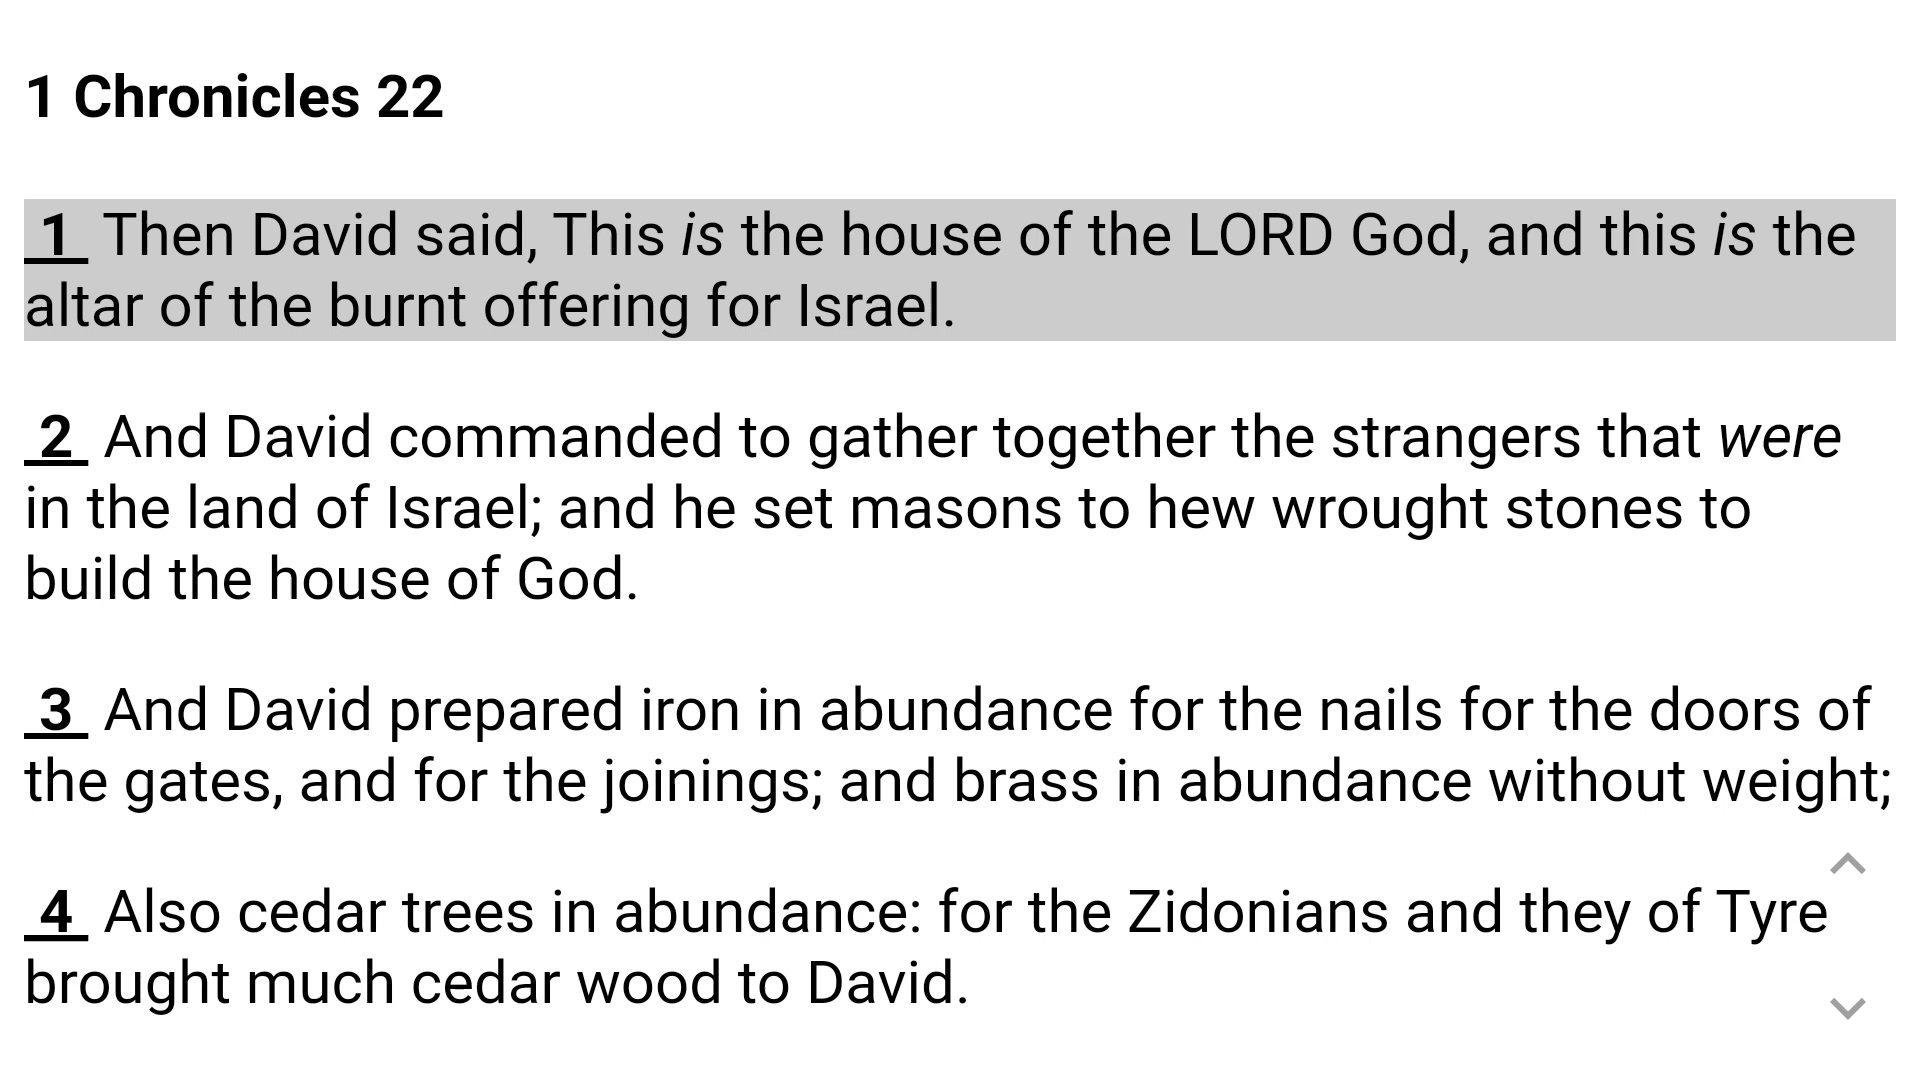 1 Chronicles 22
1 Then David said, This is the house of the LORD God, and this is the
altar of the burnt offering for Israel.
2 And David commanded to gather together the strangers that were
in the land of Israel; and he set masons to hew wrought stones to
build the house of God.
3 And David prepared iron in abundance for the nails for the doors of
the gates, and for the joinings; and brass in abundance without weight;
4 Also cedar trees in abundance: for the Zidonians and they of Tyre
brought much cedar wood to David.